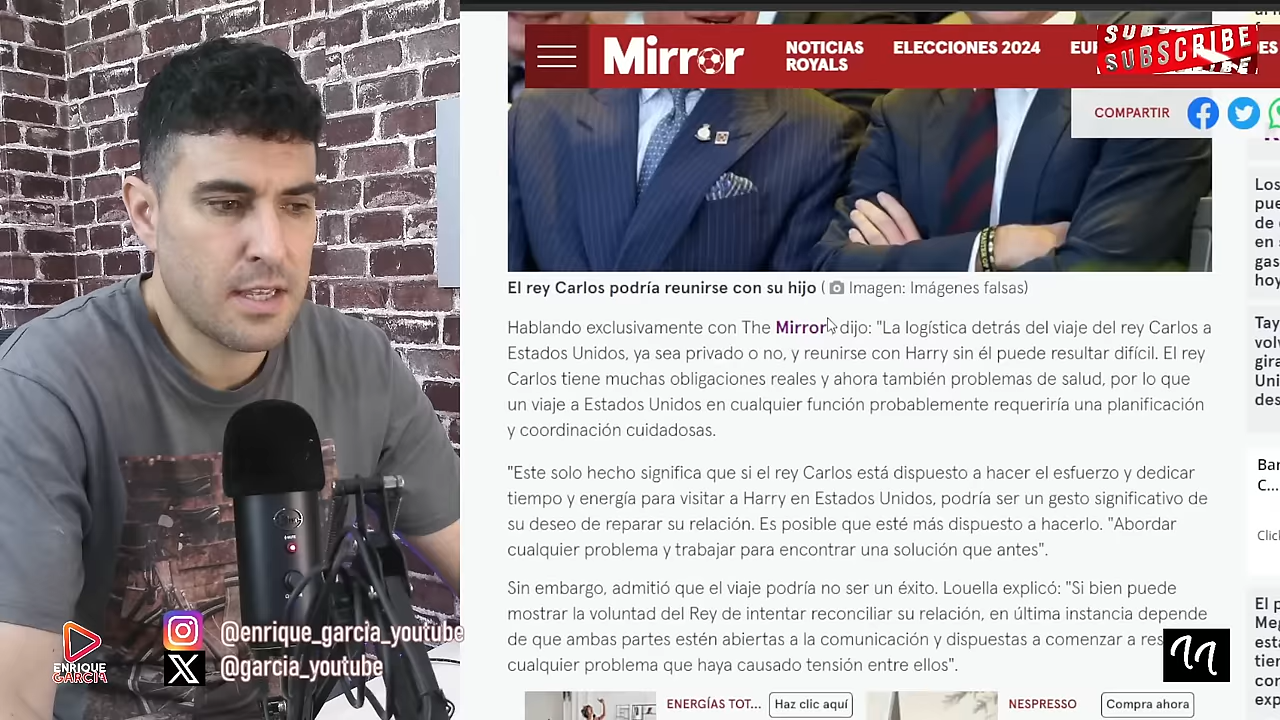 Mirror
NOTICIAS
ROYALS
ELECCIONES 2024
SUBSCRIBE
COMPARTIR
El rey Carlos podría reunirse con su hijo ( Imagen: Imágenes falsas)
Hablando exclusivamente con The Mirror, dijo: "La logística detrás del viaje del rey Carlos a
Estados Unidos, ya sea privado o no, y reunirse con Harry sin él puede resultar difícil. El rey
Carlos tiene muchas obligaciones reales y ahora también problemas de salud, por lo que
un viaje a Estados Unidos en cualquier función probablemente requeriría una planificación
y coordinación cuidadosas.
"Este solo hecho significa que si el rey Carlos está dispuesto a hacer el esfuerzo y dedicar
tiempo y energía para visitar a Harry en Estados Unidos, podría ser un gesto significativo de
su deseo de reparar su relación. Es posible que esté más dispuesto a hacerlo. "Abordar
cualquier problema y trabajar para encontrar una solución que antes".
Sin embargo, admitió que el viaje podría no ser un éxito. Louella explicó: "Si bien puede
mostrar la voluntad del Rey de intentar reconciliar su relación, en última instancia depende
de que ambas partes estén abiertas a la comunicación y dispuestas a comenzar a
cualquier problema que haya causado tensión entre ellos".
ENERGÍAS TOT...
Haz clic aquí
NESPRESSO
Compra ahora
Los
de
en
hoy
Tay
Uni
C...
El p
@enrique_garcia_youtube
@garcia_youtube
ENRIQUE
GARCIA